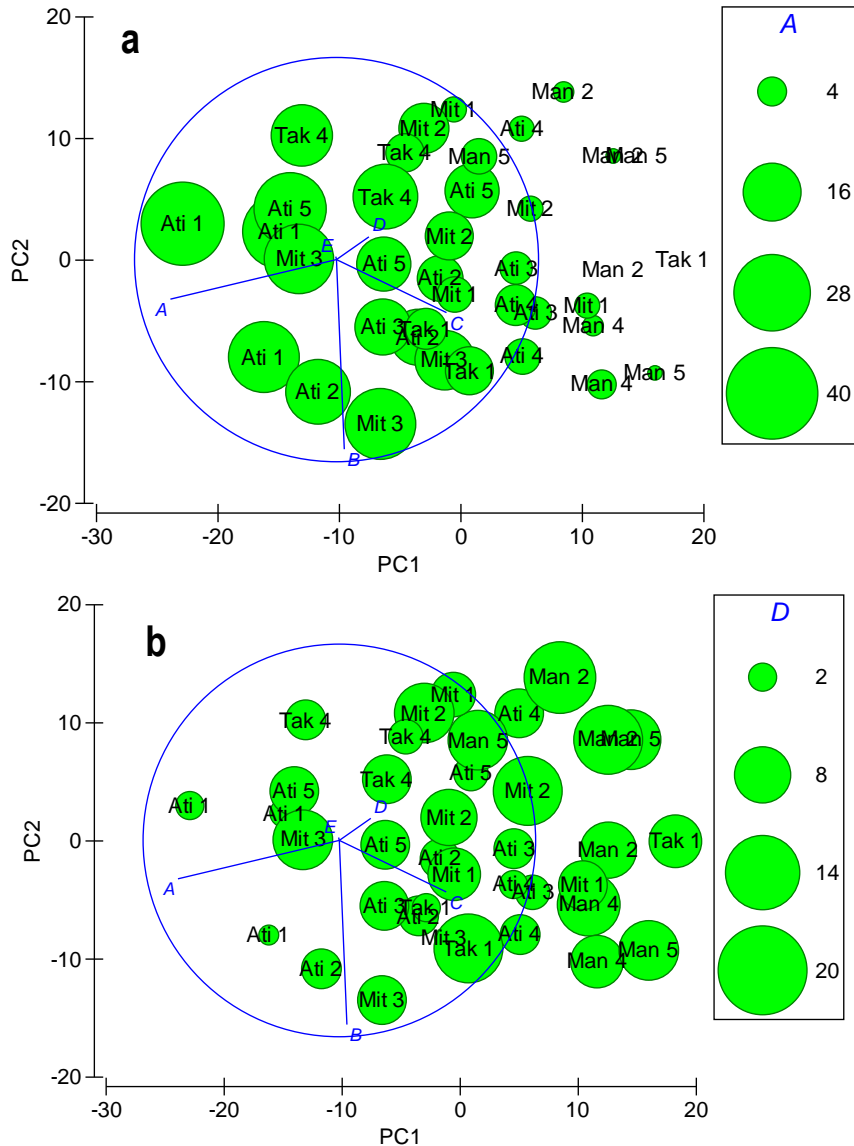 a
A
20
10
0
-10
-20
PC2
Man 2
Mit 1
Tak 4
Mit 2
Ati 4
Tak 4
Man 5
Man 2
Man 5
Tak 4
Ati 5
Ati 1
Ati 5
Mit 2
Ati 1
D
Mit 2
E
Mit 3
Ati 5
Ati 3
Man 2
Tak 1
Ati 2
Mit 1
A
C
Ati 4
Ati 3
Mit 1
Ati 3
Tak 1
Ati 2
Man 4
Ati 1
Mit 3
Tak 1
Ati 4
Man 5
Ati 2
Man 4
Mit 3
B
4
16
28
40
-30 -20 -10 0 10 20
PC1
b
D
20
10
0
-10
-20
PC2
Man 2
Mit 1
Tak 4
Mit 2
Ati 4
Tak 4
Man 5
Man 2
Man 5
Tak 4
Ati 5
Ati 1
Ati 5
Mit 2
Ati 1
D
Mit 2
E
Mit 3
Ati 5
Ati 3
Man 2
Tak 1
Ati 2
Mit 1
A
C
Ati 4
Ati 3
Mit 1
Ati 3
Tak 1
Ati 2
Man 4
Ati 1
Mit 3
Tak 1
Ati 4
Man 5
Ati 2
Man 4
Mit 3
B
2
8
14
20
-30 -20 -10 0 10 20
PC1